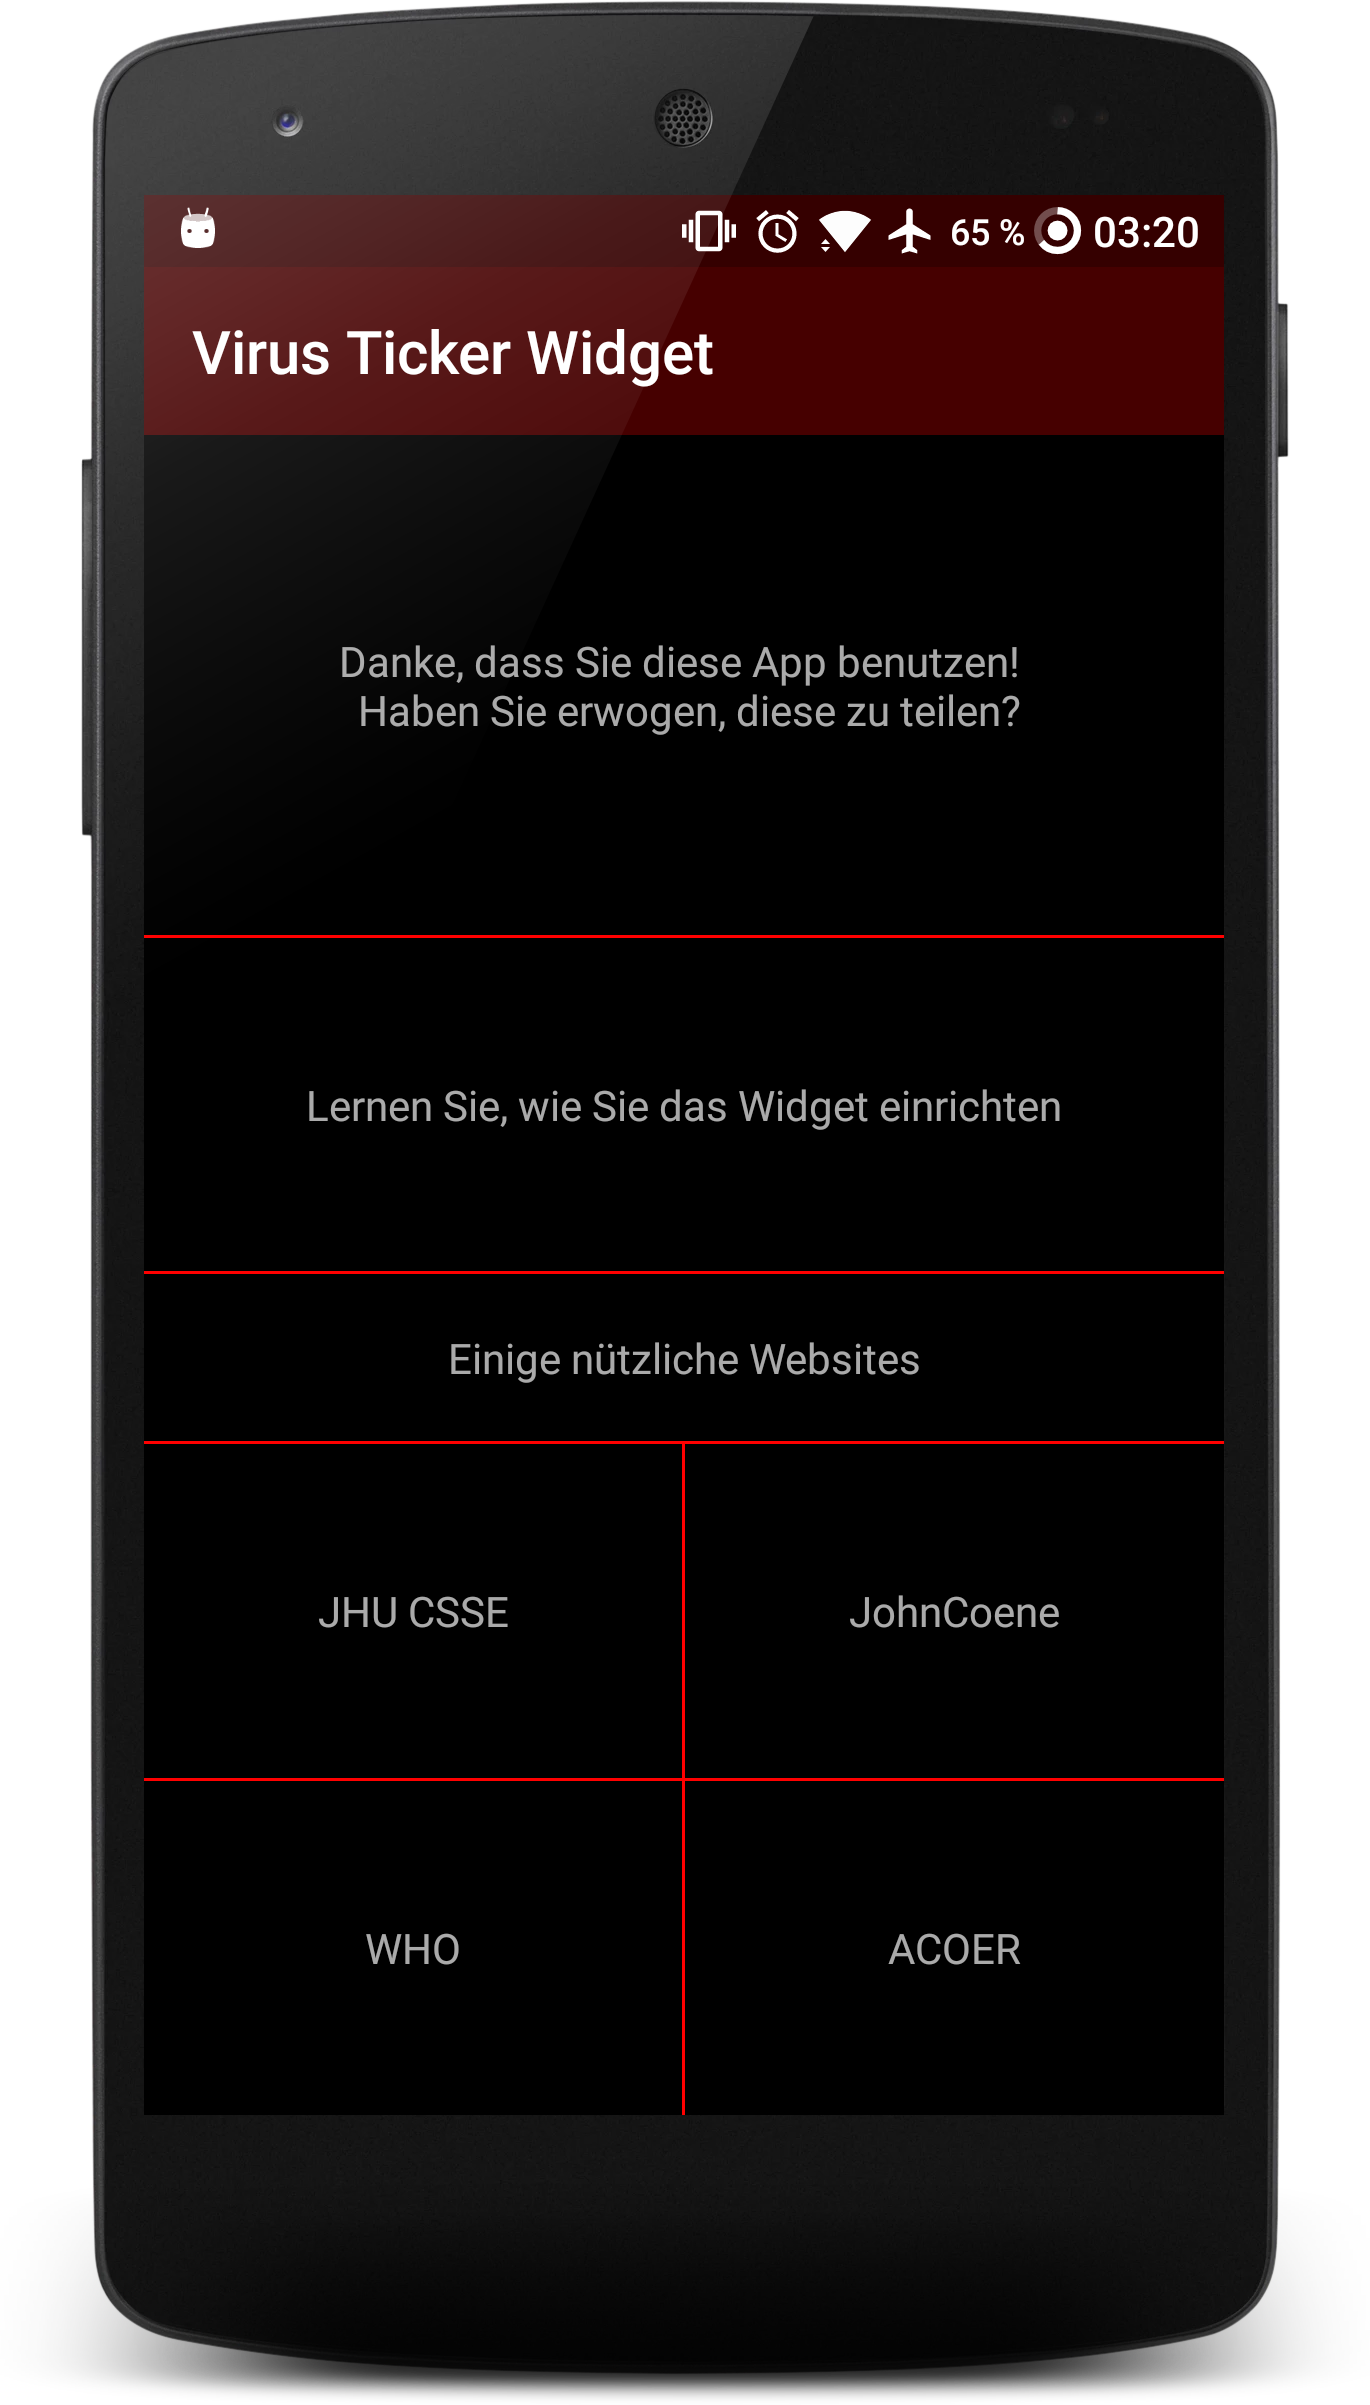 65 % 03:20
Virus Ticker Widget
Danke, dass Sie diese App benutzen!
Haben Sie erwogen, diese zu teilen?
Lernen Sie, wie Sie das Widget einrichten
Einige nützliche Websites
JHU CSSE
JohnCoene
WHO
ACOER